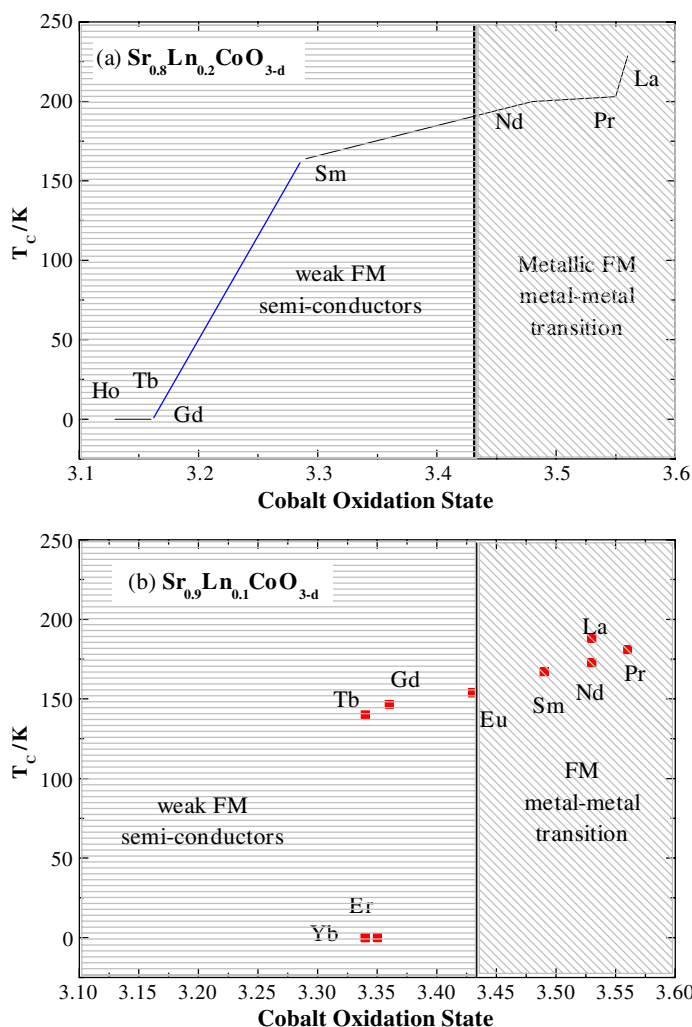 250
(a) Sr0.8Ln0.2CoO3-d
La
200
Nd
Pr
Sm
150
TC/K
100
weak FM
semi-conductors
Metallic FM
metal-metal
transition
50
Ho
Tb
Gd
0
3.1 3.2 3.3 3.4 3.5 3.6
Cobalt Oxidation State
250
(b) Sr0.9Ln0.1CoO3-d
200
La
Pr
Gd
Tb
Nd
Sm
Eu
150
TC/K
100
weak FM
semi-conductors
FM
metal-metal
transition
50
Er
Yb
0
3.10 3.15 3.20 3.25 3.30 3.35 3.40 3.45 3.50 3.55 3.60
Cobalt Oxidation State